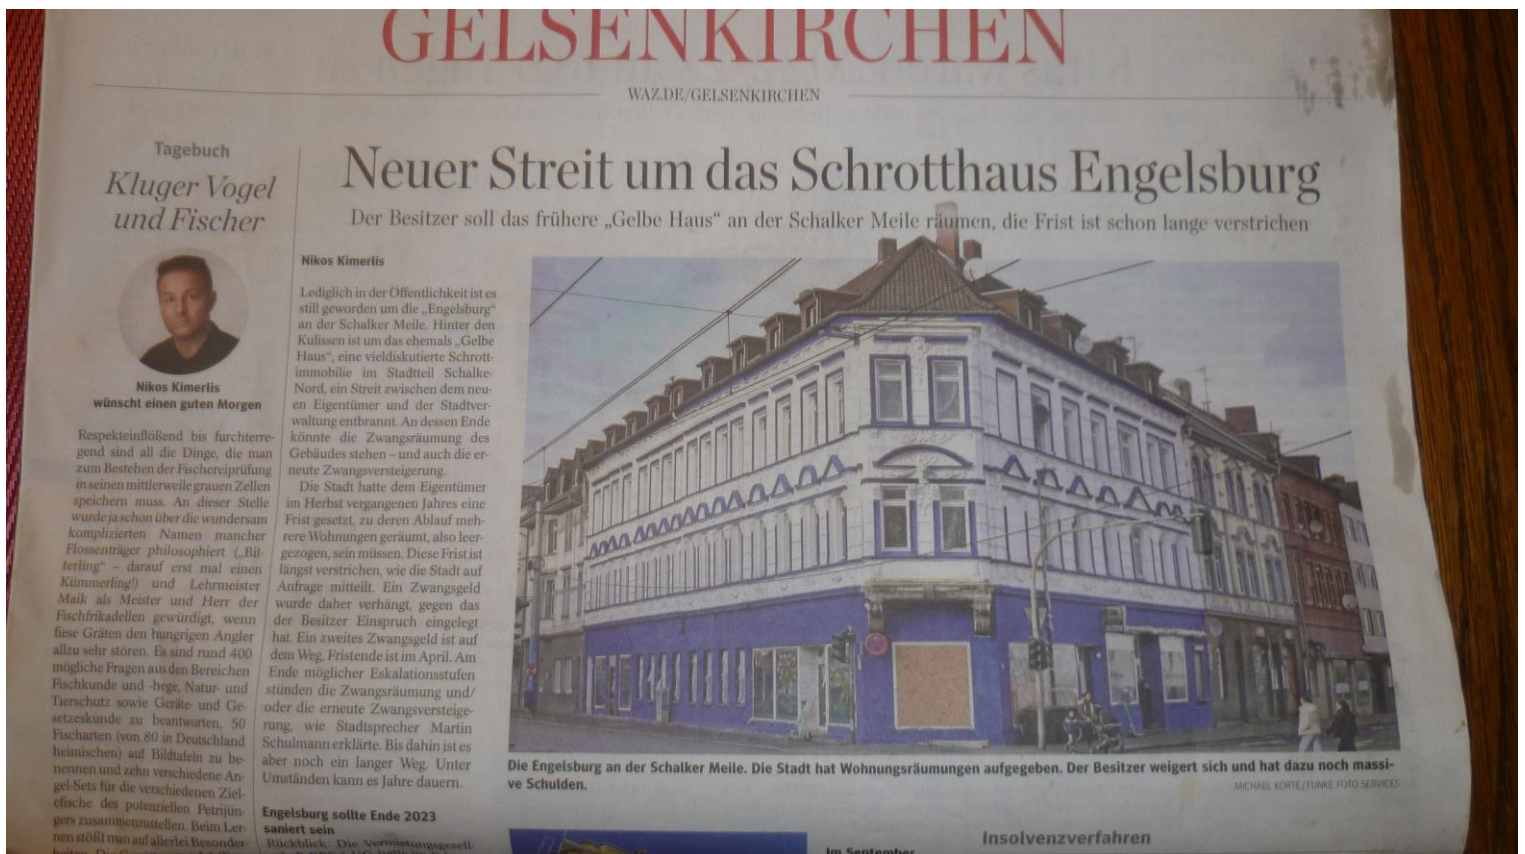 GELSENKIRCHEN
WAZ.DE/GELSENKIRCHEN
Tagebuch
Kluger Vogel
und Fischer
Nikos Kimerlis
wünscht einen guten Morgen
Respekteinflößend bis furchterre-
gend sind all die Dinge, die man
zum Bestehen der Fischereiprüfung
in seinen mittlerweile grauen Zellen
speichern muss. An dieser Stelle
wurde ja schon über die wundersam
komplizierten Namen mancher
Flossenträger philosophiert („Bit-
terling“ – darauf erst mal einen
Kümmerling!) und Lehrmeister
Maik als Meister und Herr der
Fischfrikadellen gewürdigt, wenn
fiese Gräten den hungrigen Angler
allzu sehr stören. Es sind rund 400
mögliche Fragen aus den Bereichen
Fischkunde und -hege, Natur- und
Tierschutz sowie Geräte- und Ge-
setzeskunde zu beantworten, 50
Fischarten (von 80 in Deutschland
heimischen) auf Bildtafeln zu be-
nennen und zehn verschiedene An-
gel-Sets für die verschiedenen Ziel-
fische des potenziellen Petrijün-
gers zusammenzustellen. Beim Ler-
nen stößt man auf allerlei Besonder-
Neuer Streit um das Schrotthaus Engelsburg
Der Besitzer soll das frühere „Gelbe Haus“ an der Schalker Meile räumen, die Frist ist schon lange verstrichen
Nikos Kimerlis
Lediglich in der Öffentlichkeit ist es
still geworden um die „Engelsburg“
an der Schalker Meile. Hinter den
Kulissen ist um das ehemals „Gelbe
Haus“, eine vieldiskutierte Schrott-
immobilie im Stadtteil Schalke-
Nord, ein Streit zwischen dem neu-
en Eigentümer und der Stadtver-
waltung entbrannt. An dessen Ende
könnte die Zwangsräumung des
Gebäudes stehen – und auch die er-
neute Zwangsversteigerung.
Die Stadt hatte dem Eigentümer
im Herbst vergangenen Jahres eine
Frist gesetzt, zu deren Ablauf meh-
rere Wohnungen geräumt, also leer-
gezogen, sein müssen. Diese Frist ist
längst verstrichen, wie die Stadt auf
Anfrage mitteilt. Ein Zwangsgeld
wurde daher verhängt, gegen das
der Besitzer Einspruch eingelegt
hat. Ein zweites Zwangsgeld ist auf
dem Weg, Fristende ist im April. Am
Ende möglicher Eskalationsstufen
stünden die Zwangsräumung und/
oder die erneute Zwangsversteige-
rung, wie Stadtsprecher Martin
Schulmann erklärte. Bis dahin ist es
aber noch ein langer Weg. Unter
Umständen kann es Jahre dauern.
Engelsburg sollte Ende 2023
saniert sein
Rückblick: Die Vermietungsgesell-
Die Engelsburg an der Schalker Meile. Die Stadt hat Wohnungsräumungen aufgegeben. Der Besitzer weigert sich und hat dazu noch massi-
ve Schulden.
MICHAEL KORTE/FUNKE FOTO SERVICES
Im September
Insolvenzverfahren